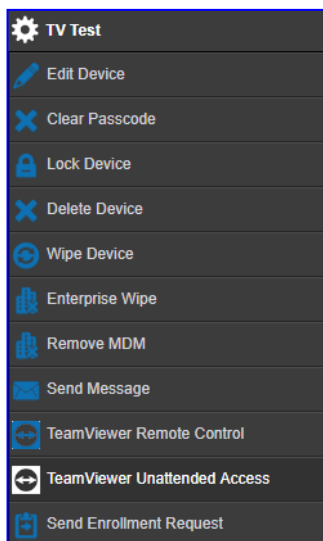 TV Test
Edit Device
Clear Passcode
Lock Device
Delete Device
Wipe Device
Enterprise Wipe
Remove MDM
Send Message
TeamViewer Remote Control
TeamViewer Unattended Access
Send Enrollment Request